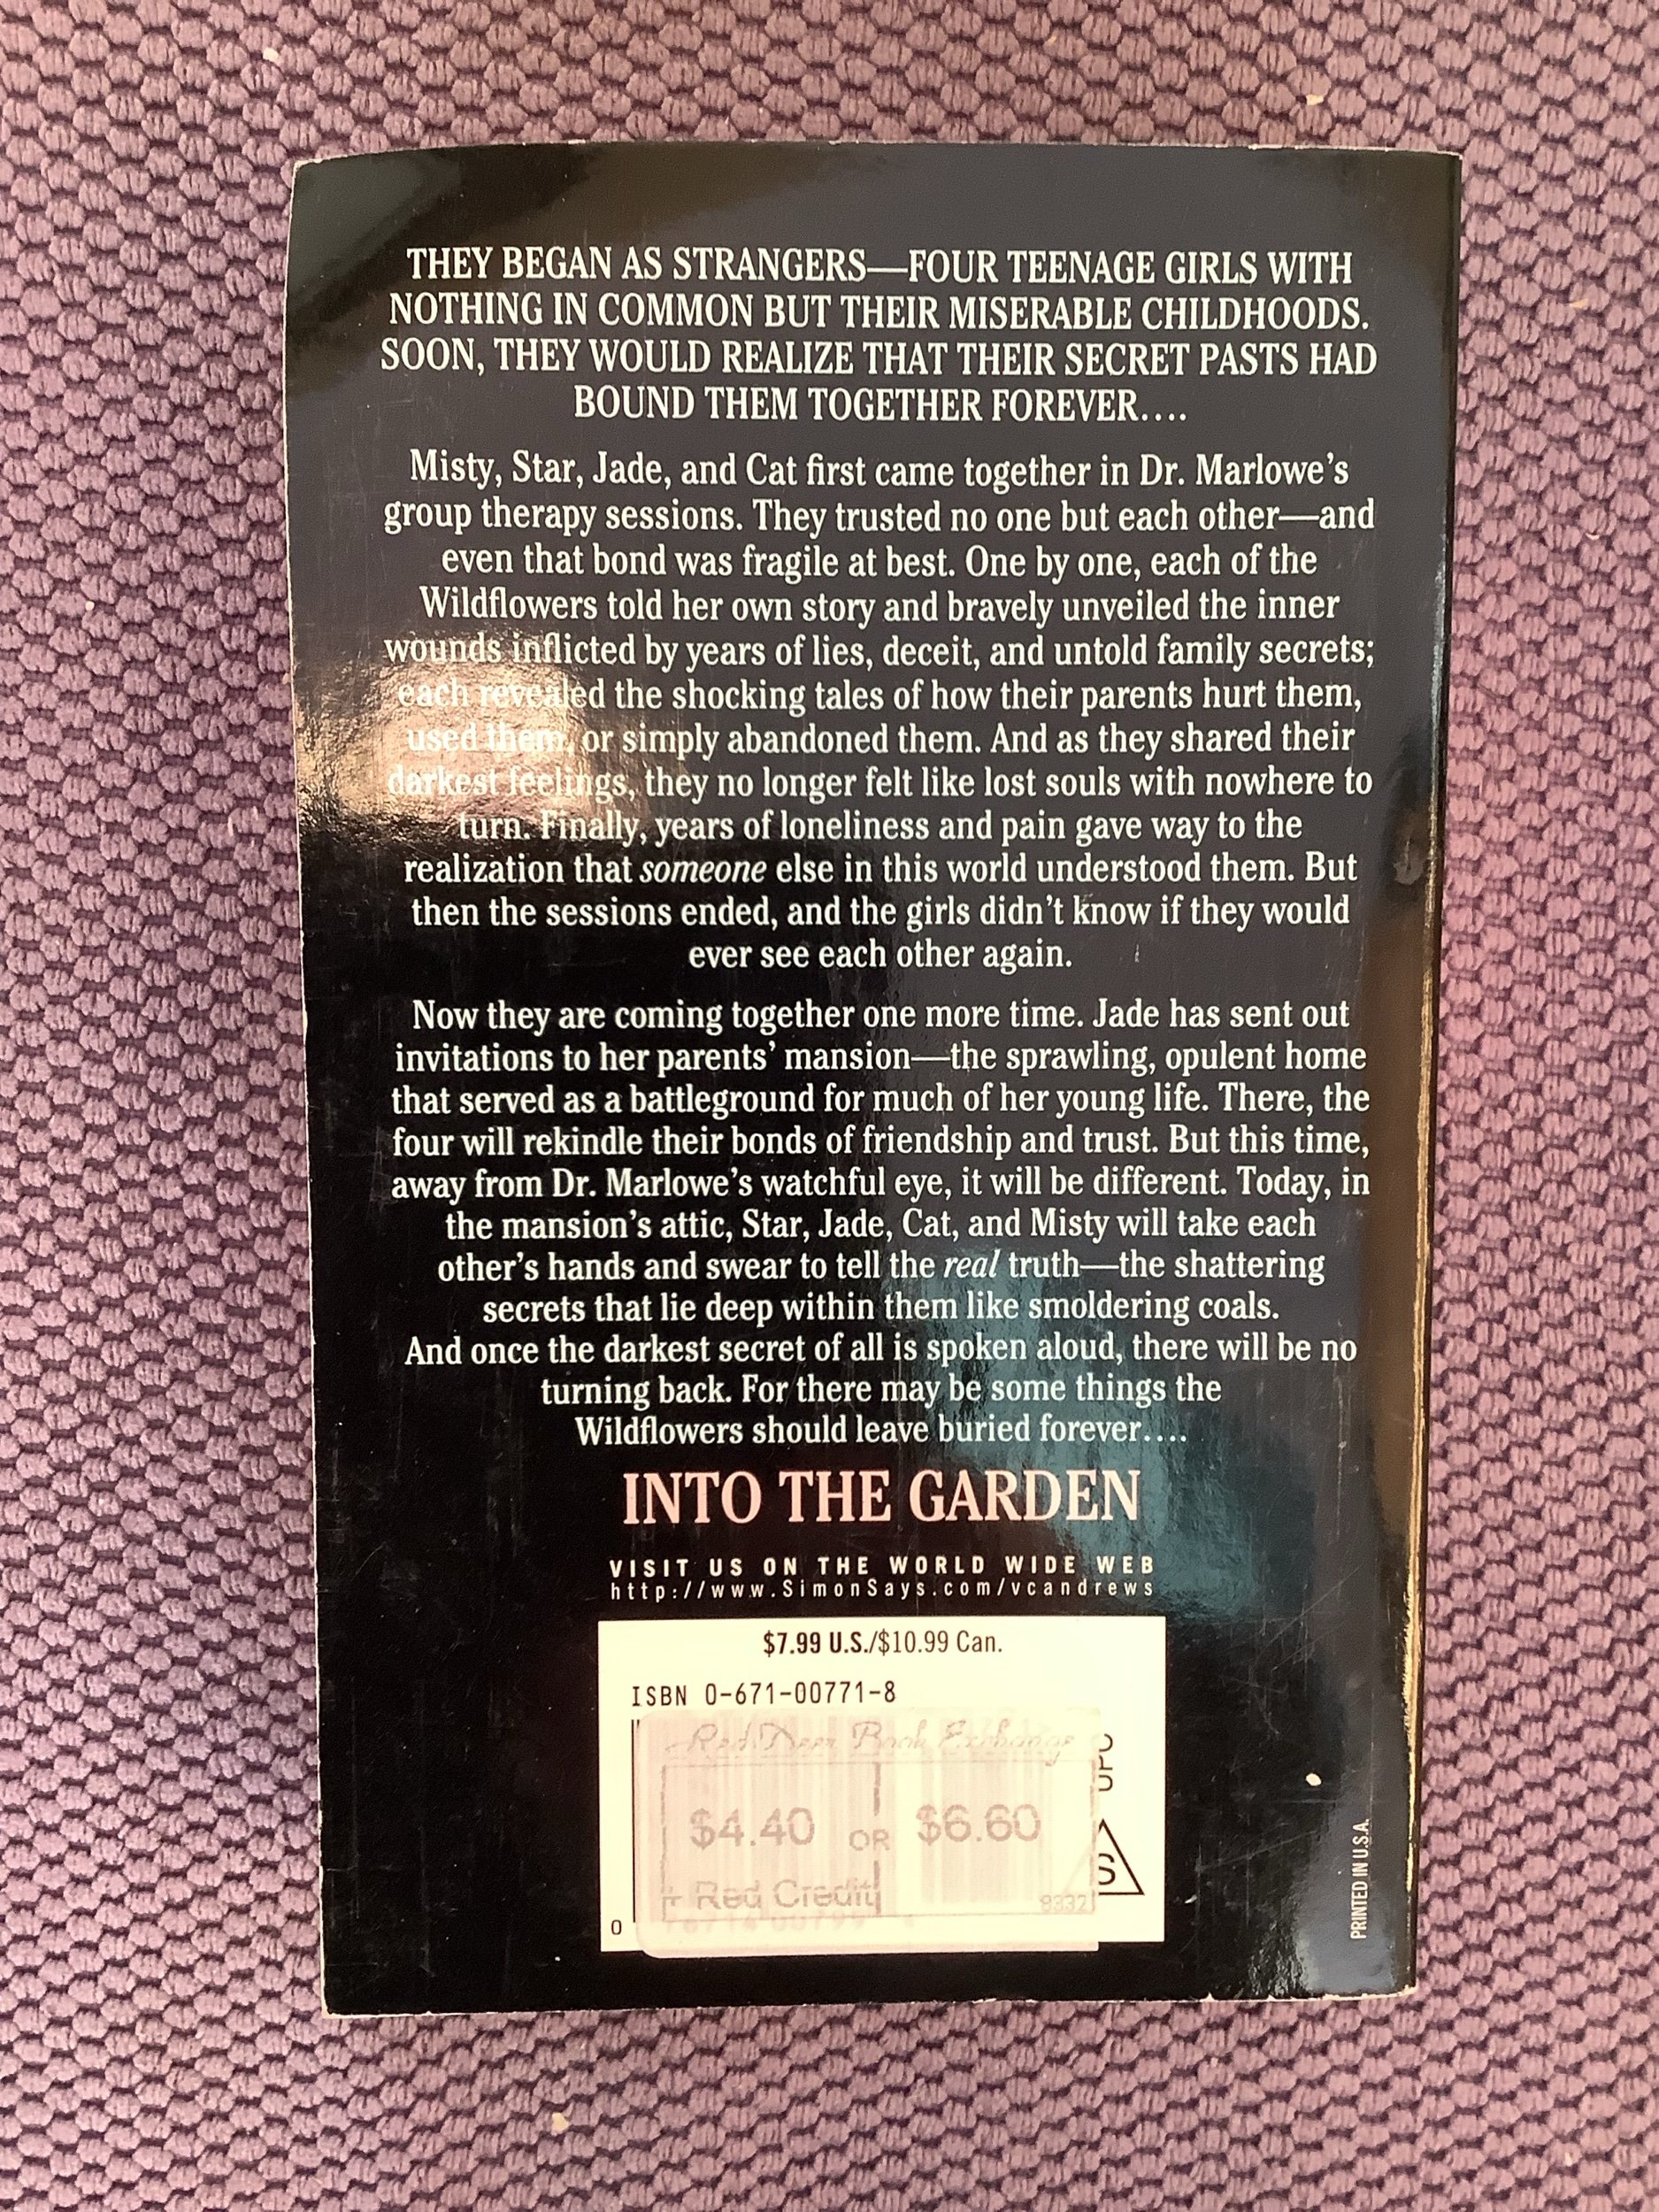 THEY BEGAN AS STRANGERS—FOUR TEENAGE GIRLS WITH
NOTHING IN COMMON BUT THEIR MISERABLE CHILDHOODS.
SOON, THEY WOULD REALIZE THAT THEIR SECRET PASTS HAD
BOUND THEM TOGETHER FOREVER....
Misty, Star, Jade, and Cat first came together in Dr. Marlowe's
group therapy sessions. They trusted no one but each other—and
even that bond was fragile at best. One by one, each of the
Wildflowers told her own story and bravely unveiled the inner
wounds inflicted by years of lies, deceit, and untold family secrets;
each revealed the shocking tales of how their parents hurt them,
used them, or simply abandoned them. And as they shared their
darkest feelings, they no longer felt like lost souls with nowhere to
turn. Finally, years of loneliness and pain gave way to the
realization that someone else in this world understood them. But
then the sessions ended, and the girls didn't know if they would
ever see each other again.
Now they are coming together one more time. Jade has sent out
invitations to her parents' mansion—the sprawling, opulent home
that served as a battleground for much of her young life. There, the
four will rekindle their bonds of friendship and trust. But this time,
away from Dr. Marlowe's watchful eye, it will be different. Today, in
the mansion's attic, Star, Jade, Cat, and Misty will take each
other's hands and swear to tell the real truth—the shattering
secrets that lie deep within them like smoldering coals.
And once the darkest secret of all is spoken aloud, there will be no
turning back. For there may be some things the
Wildflowers should leave buried forever....
INTO THE GARDEN
VISIT US ON THE WORLD WIDE WEB
http://www.SimonSays.com/vcandrews
$7.99 U.S./$10.99 Can.
ISBN 0-671-00771-8
Red Deer Book Exchange
UPC
$4.40 OR $6.60
S
+ Red Credit
8332
0
PRINTED IN U.S.A.